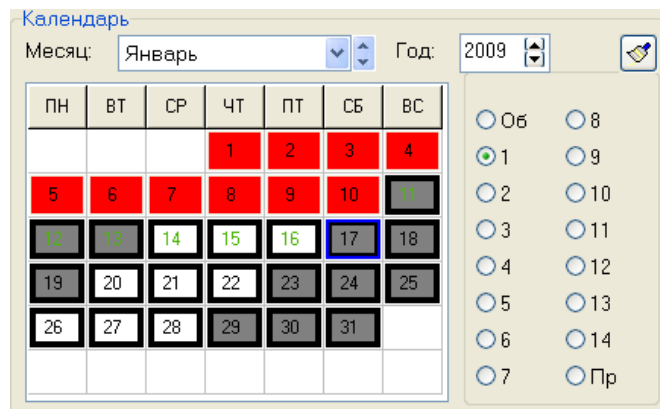 Календарь
Месяц: Январь Год: 2009
ПН ВТ СР ЧТ ПТ СБ ВС
1 2 3 4
5 6 7 8 9 10 11
12 13 14 15 16 17 18
19 20 21 22 23 24 25
26 27 28 29 30 31
Об 8
1 9
2 10
3 11
4 12
5 13
6 14
7 Пр